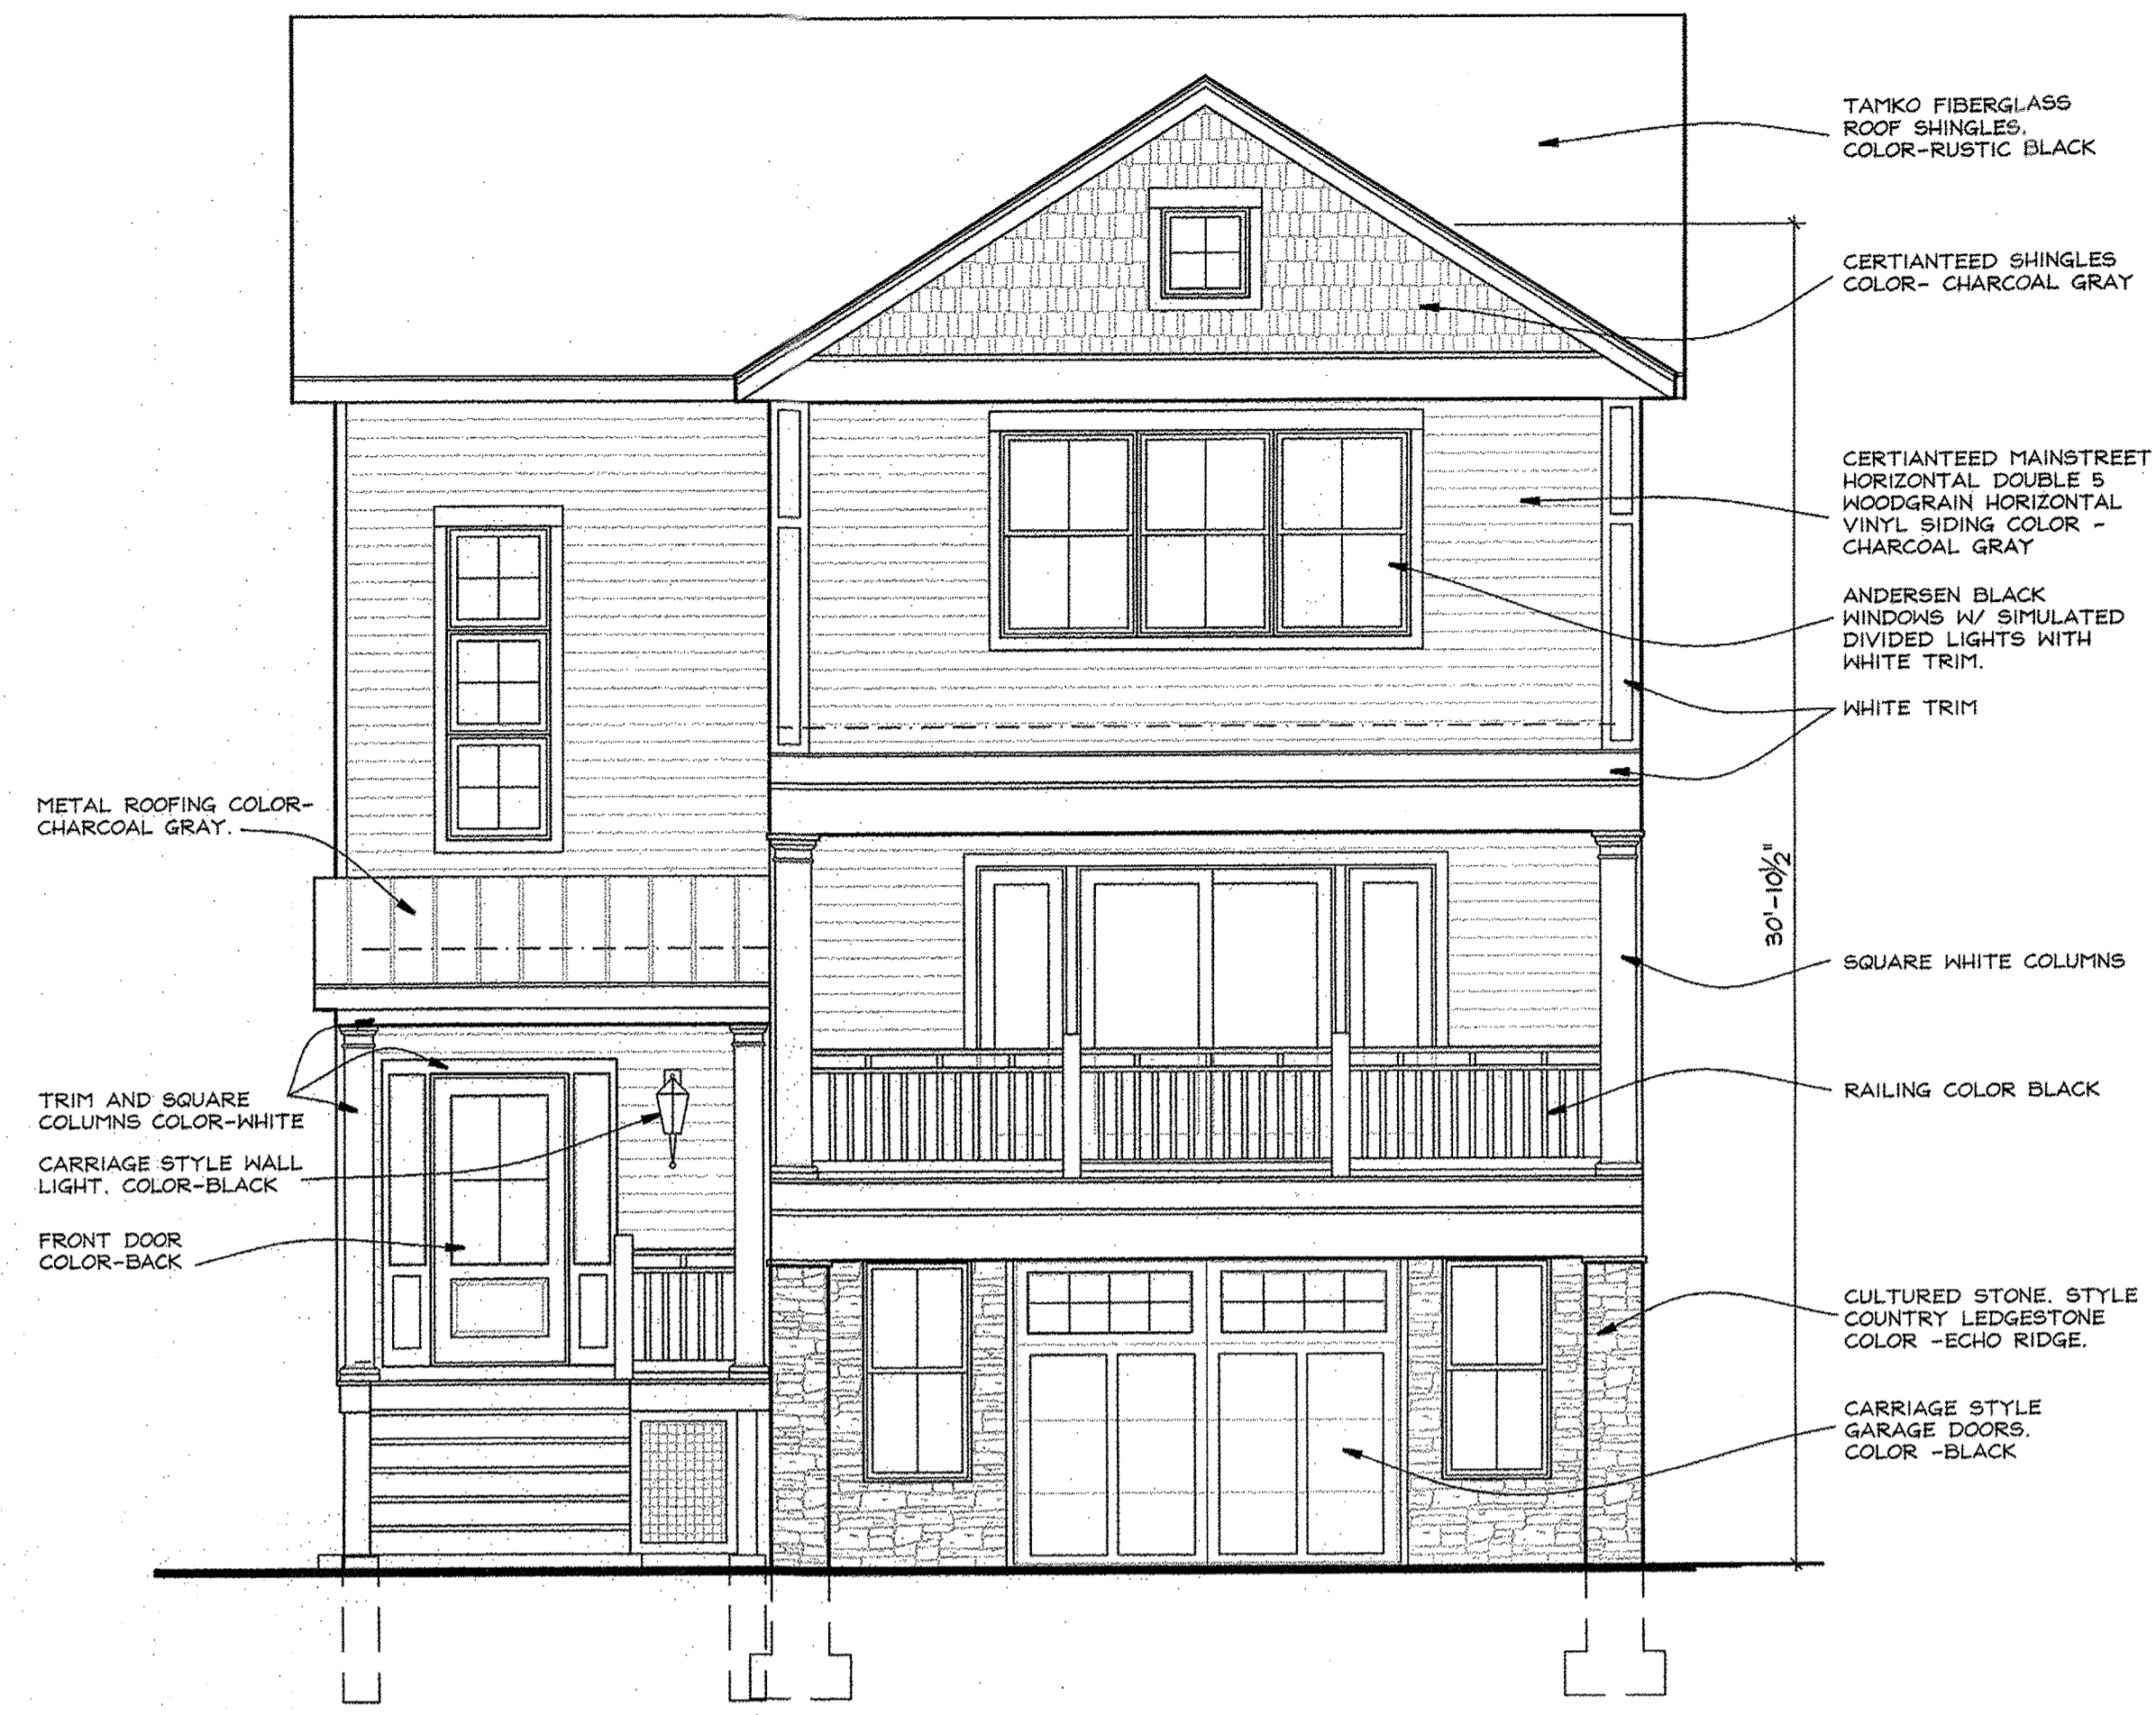 TAMKO FIBERGLASS
ROOF SHINGLES.
COLOR-RUSTIC BLACK
CERTIANTEED SHINGLES
COLOR- CHARCOAL GRAY
CERTIANTEED MAINSTREET
HORIZONTAL DOUBLE 5
WOODGRAIN HORIZONTAL
VINYL SIDING COLOR -
CHARCOAL GRAY
ANDERSEN BLACK
WINDOWS W/ SIMULATED
DIVIDED LIGHTS WITH
WHITE TRIM.
WHITE TRIM
METAL ROOFING COLOR-
CHARCOAL GRAY.
30'-10½"
SQUARE WHITE COLUMNS
RAILING COLOR BLACK
TRIM AND SQUARE
COLUMNS COLOR-WHITE
CARRIAGE STYLE WALL
LIGHT. COLOR-BLACK
FRONT DOOR
COLOR-BACK
CULTURED STONE. STYLE
COUNTRY LEDGESTONE
COLOR -ECHO RIDGE.
CARRIAGE STYLE
GARAGE DOORS.
COLOR -BLACK